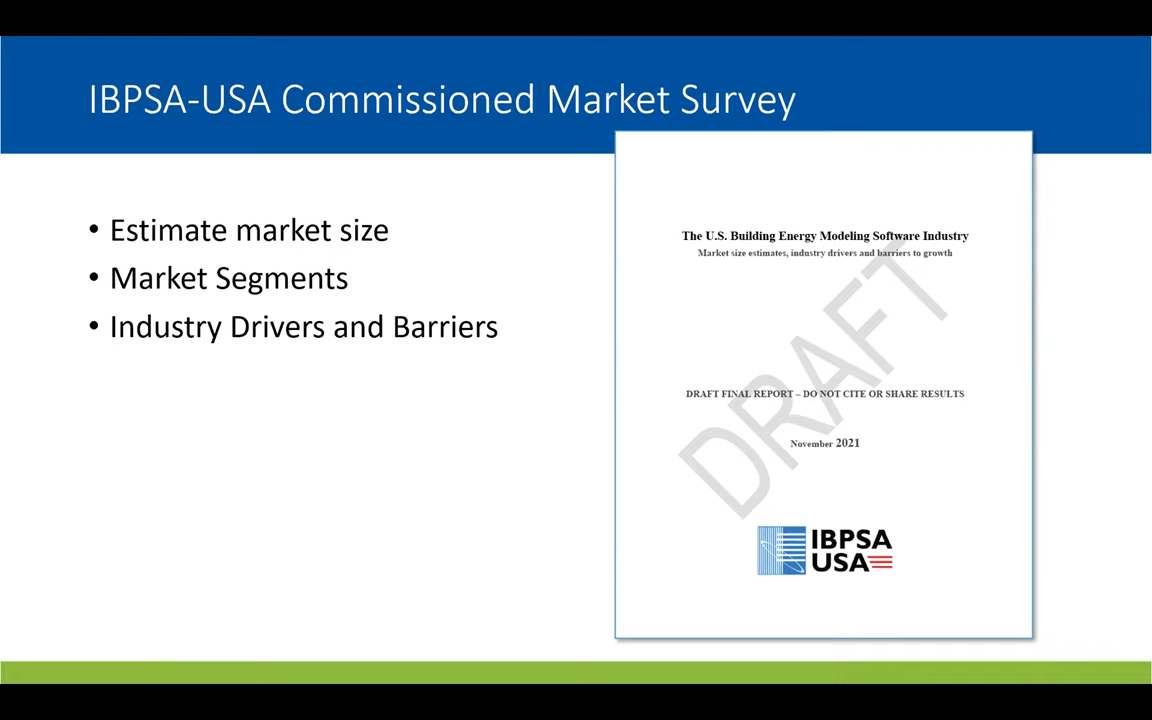 IBPSA-USA Commissioned Market Survey
• Estimate market size
• Market Segments
• Industry Drivers and Barriers
The U.S. Building Energy Modeling Software Industry
Market size estimates, industry drivers and barriers to growth
DRAFT
DRAFT FINAL REPORT – DO NOT CITE OR SHARE RESULTS
November 2021
IBPSA
USA